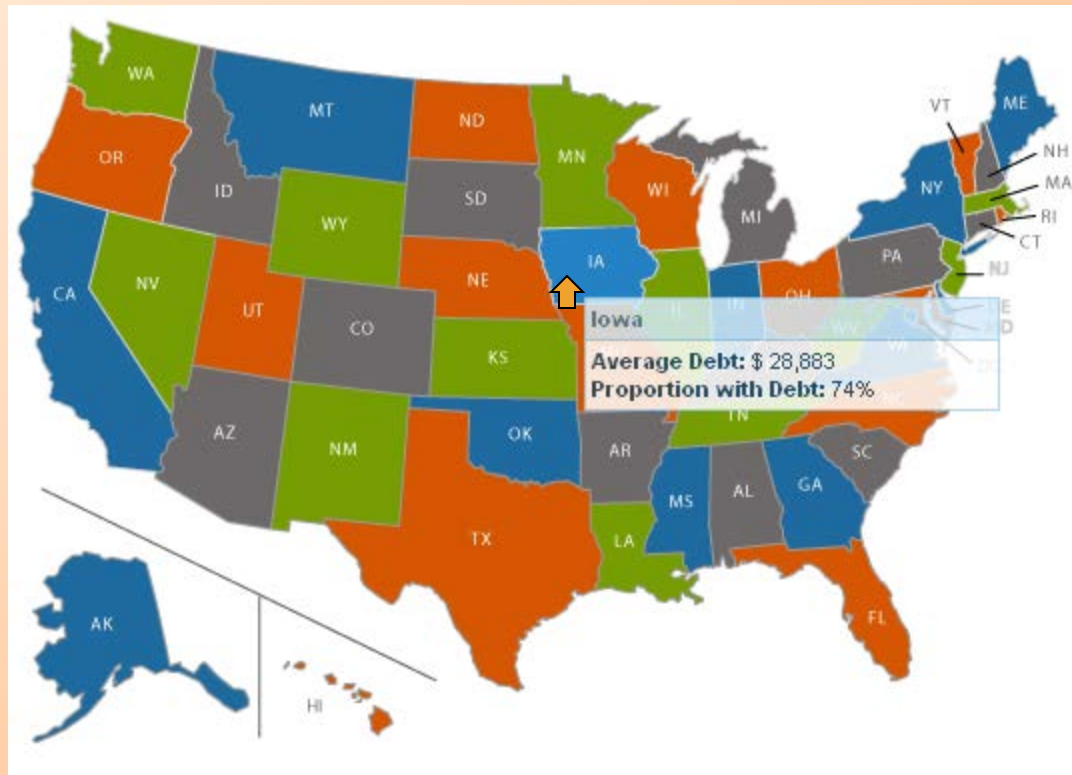 WA
MT
ND
MN
VT
ME
OR
ID
SD
WI
MI
NY
NH
MA
RI
CT
WY
IA
PA
NJ
CA
NV
UT
CO
NE
KS
OH
WV
VA
Iowa
Average Debt: $ 28,883
Proportion with Debt: 74%
AZ
NM
OK
AR
TN
NC
SC
TX
LA
MS
AL
GA
FL
AK
HI